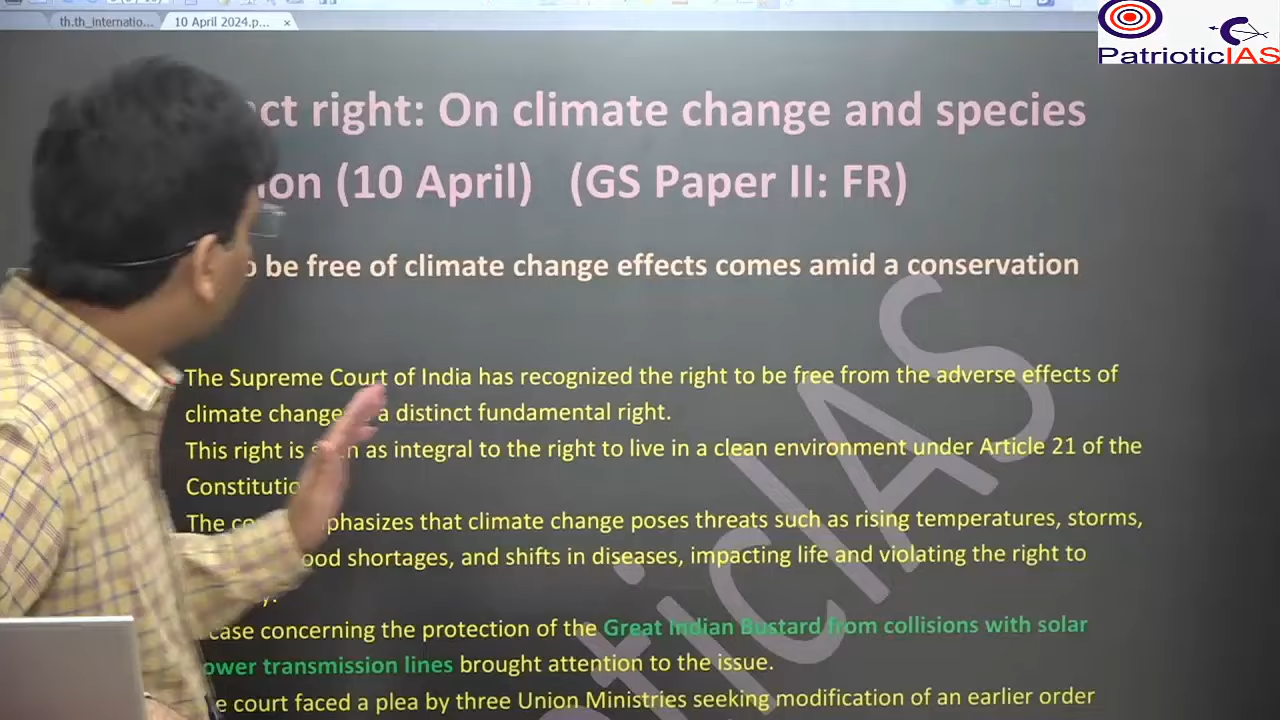 th.th_internatio...
10 April 2024.p...
PatrioticIAS
ct right: On climate change and species
ion (10 April) (GS Paper II: FR)
be free of climate change effects comes amid a conservation
The Supreme Court of India has recognized the right to be free from the adverse effects of
climate change a distinct fundamental right.
This right is as integral to the right to live in a clean environment under Article 21 of the
Constitutio
The phasizes that climate change poses threats such as rising temperatures, storms,
ood shortages, and shifts in diseases, impacting life and violating the right to
case concerning the protection of the Great Indian Bustard from collisions with solar
ower transmission lines brought attention to the issue.
e court faced a plea by three Union Ministries seeking modification of an earlier order